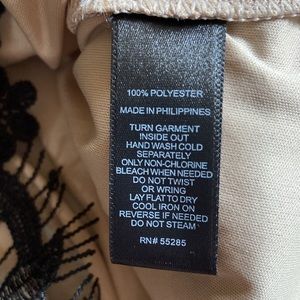 100% POLYESTER
MADE IN PHILIPPINES
TURN GARMENT
INSIDE OUT
HAND WASH COLD
SEPARATELY
ONLY NON-CHLORINE
BLEACH WHEN NEEDED
DO NOT TWIST
OR WRING
LAY FLAT TO DRY
COOL IRON ON
REVERSE IF NEEDED
DO NOT STEAM
RN# 55285